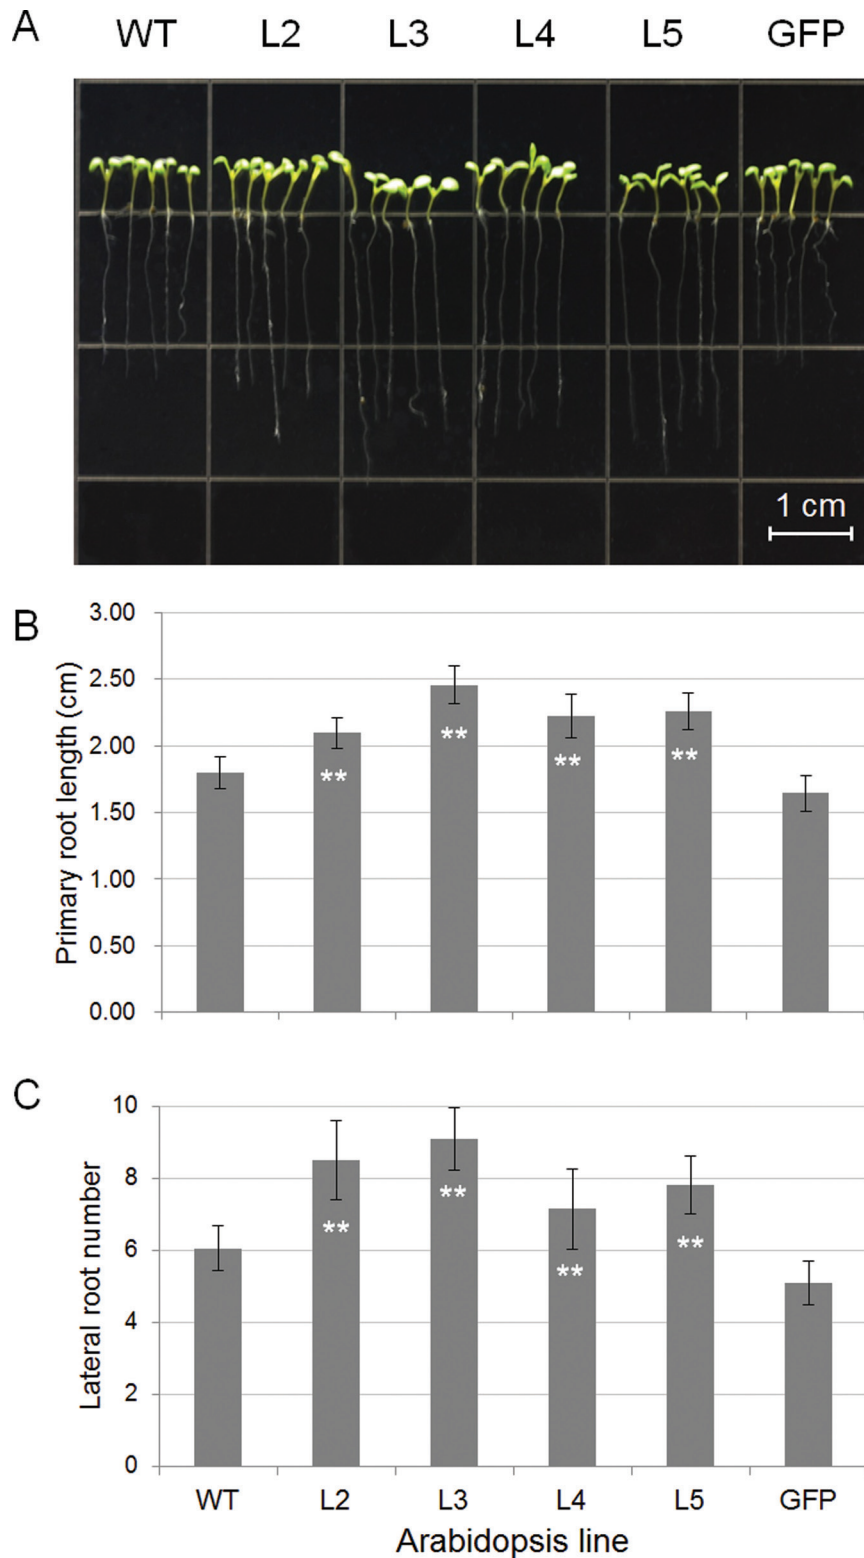 A
WT L2 L3 L4 L5 GFP
1 cm
B
Primary root length (cm)
3.00
2.50
2.00
1.50
1.00
0.50
0.00
** ** ** **
C
Lateral root number
10
8
6
4
2
0
** ** ** **
WT L2 L3 L4 L5 GFP
Arabidopsis line